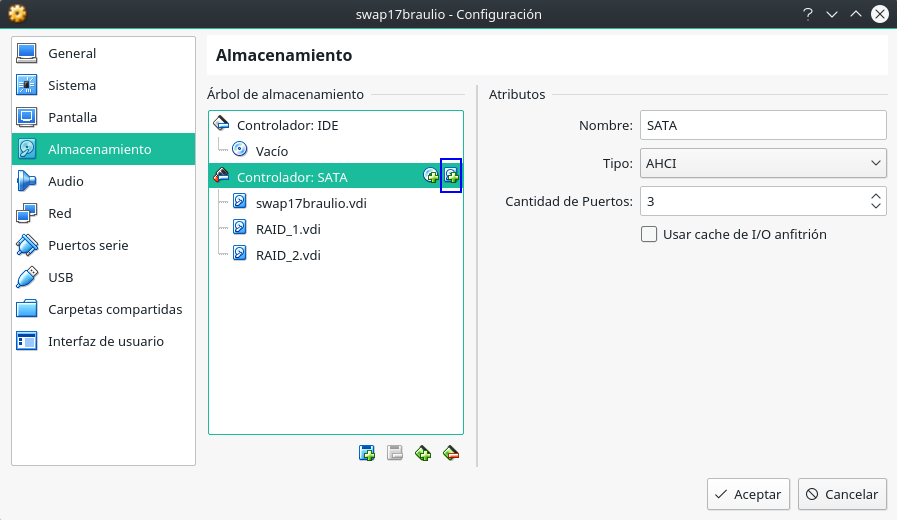 swap17braulio - Configuración
General
Sistema
Pantalla
Almacenamiento
Audio
Red
Puertos serie
USB
Carpetas compartidas
Interfaz de usuario
Almacenamiento
Árbol de almacenamiento
Controlador: IDE
Vacío
Controlador: SATA
swap17braulio.vdi
RAID_1.vdi
RAID_2.vdi
Atributos
Nombre: SATA
Tipo: AHCI
Cantidad de Puertos: 3
Usar cache de I/O anfitrión
Aceptar Cancelar